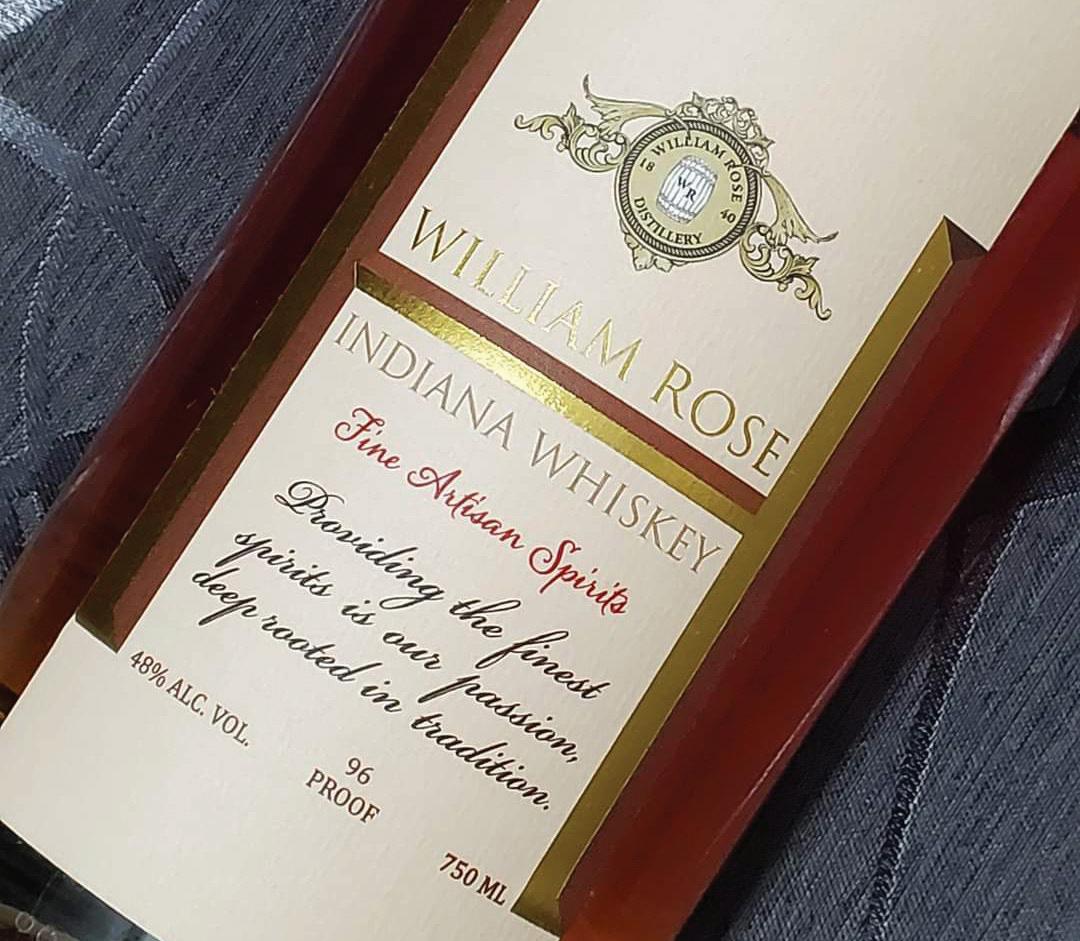 WILLIAM ROSE
18 40
WR
DISTILLERY
WILLIAM ROSE
INDIANA WHISKEY
Fine Artisan Spirits
Providing the finest
spirits is our passion,
deep rooted in tradition.
48% ALC. VOL.
96
PROOF
750 ML